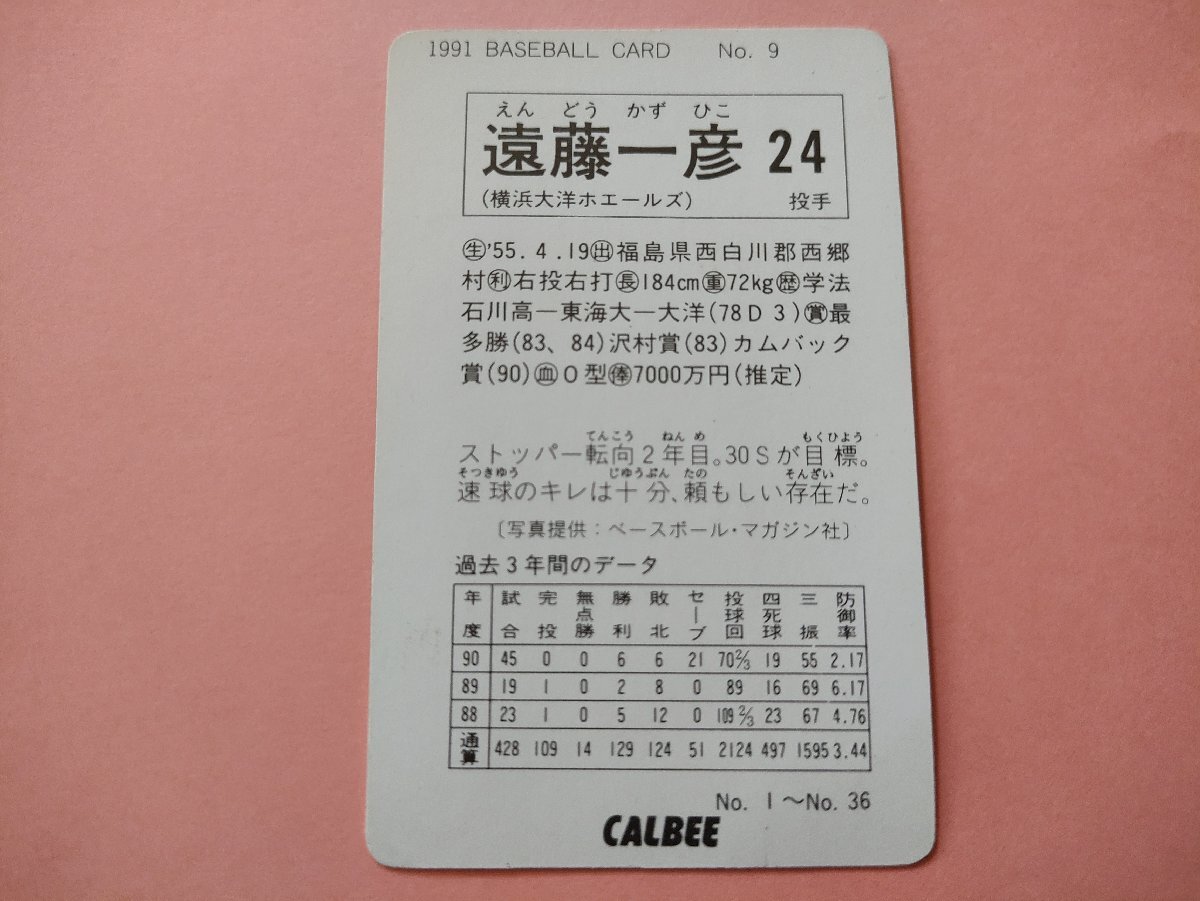 1991 BASEBALL CARD No. 9
えん どう かず ひこ
遠藤一彦 24
(横浜大洋ホエールズ) 投手
㊤'55. 4. 19㊦福島県西白川郡西郷
村㊒右投右打㊐184cm㊑72kg㊓学法
石川高ー東海大ー大洋(78D3)㊔最
多勝(83、84)沢村賞(83)カムバック
賞(90)㊕O型㊖7000万円(推定)
てんこう ねん め もくひよう
ストッパー転向2年目。30Sが目標。
そつきゆう じゆうぶん たの そんざい
速球のキレは十分、頼もしい存在だ。
〔写真提供:ベースボール・マガジン社〕
過去3年間のデータ
年度 試合 完投 無点勝 勝利 敗北 セーブ 投球回 四死球 三振 防御率
90 45 0 0 6 6 21 70 2/3 19 55 2.17
89 19 1 0 2 8 0 89 16 69 6.17
88 23 1 0 5 12 0 109 2/3 23 67 4.76
通算 428 109 14 129 124 51 2124 497 1595 3.44
No. 1～No. 36
CALBEE